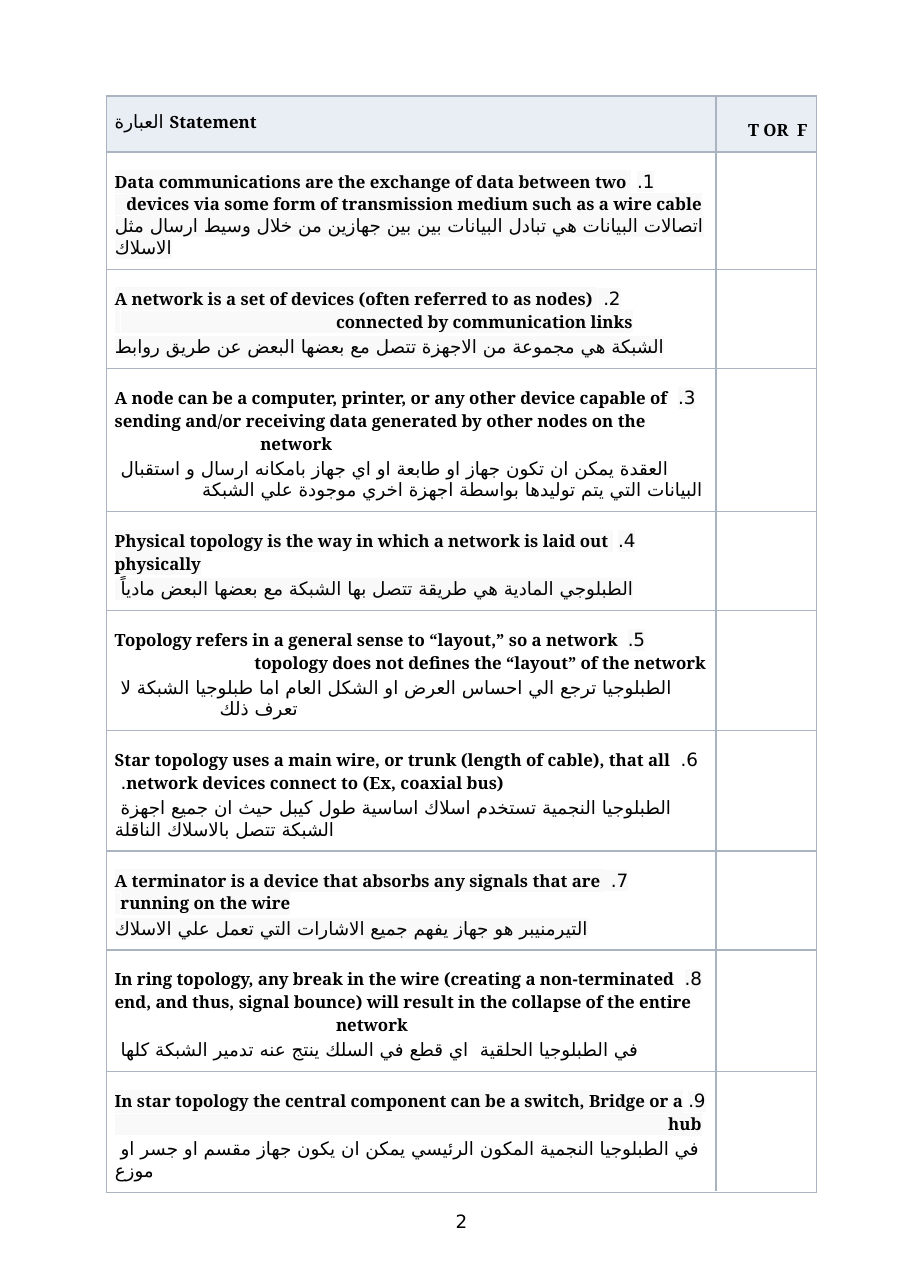 العبارة Statement
T OR F
1. Data communications are the exchange of data between two
devices via some form of transmission medium such as a wire cable
اتصالات البيانات هي تبادل البيانات بين بين جهازين من خلال وسيط ارسال مثل
الاسلاك
2. A network is a set of devices (often referred to as nodes)
connected by communication links
الشبكة هي مجموعة من الاجهزة تتصل مع بعضها البعض عن طريق روابط
3. A node can be a computer, printer, or any other device capable of
sending and/or receiving data generated by other nodes on the
network
العقدة يمكن ان تكون جهاز او طابعة او اي جهاز بامكانه ارسال و استقبال
البيانات التي يتم توليدها بواسطة اجهزة اخري موجودة علي الشبكة
4. Physical topology is the way in which a network is laid out
physically
الطبلوجي المادية هي طريقة تتصل بها الشبكة مع بعضها البعض مادياً
5. Topology refers in a general sense to “layout,” so a network
topology does not defines the “layout” of the network
الطبلوجيا ترجع الي احساس العرض او الشكل العام اما طبلوجيا الشبكة لا
تعرف ذلك
6. Star topology uses a main wire, or trunk (length of cable), that all
network devices connect to (Ex, coaxial bus).
الطبلوجيا النجمية تستخدم اسلاك اساسية طول كيبل حيث ان جميع اجهزة
الشبكة تتصل بالاسلاك الناقلة
7. A terminator is a device that absorbs any signals that are
running on the wire
التيرمنيبر هو جهاز يفهم جميع الاشارات التي تعمل علي الاسلاك
8. In ring topology, any break in the wire (creating a non-terminated
end, and thus, signal bounce) will result in the collapse of the entire
network
في الطبلوجيا الحلقية اي قطع في السلك ينتج عنه تدمير الشبكة كلها
9. In star topology the central component can be a switch, Bridge or a
hub
في الطبلوجيا النجمية المكون الرئيسي يمكن ان يكون جهاز مقسم او جسر او
موزع
2